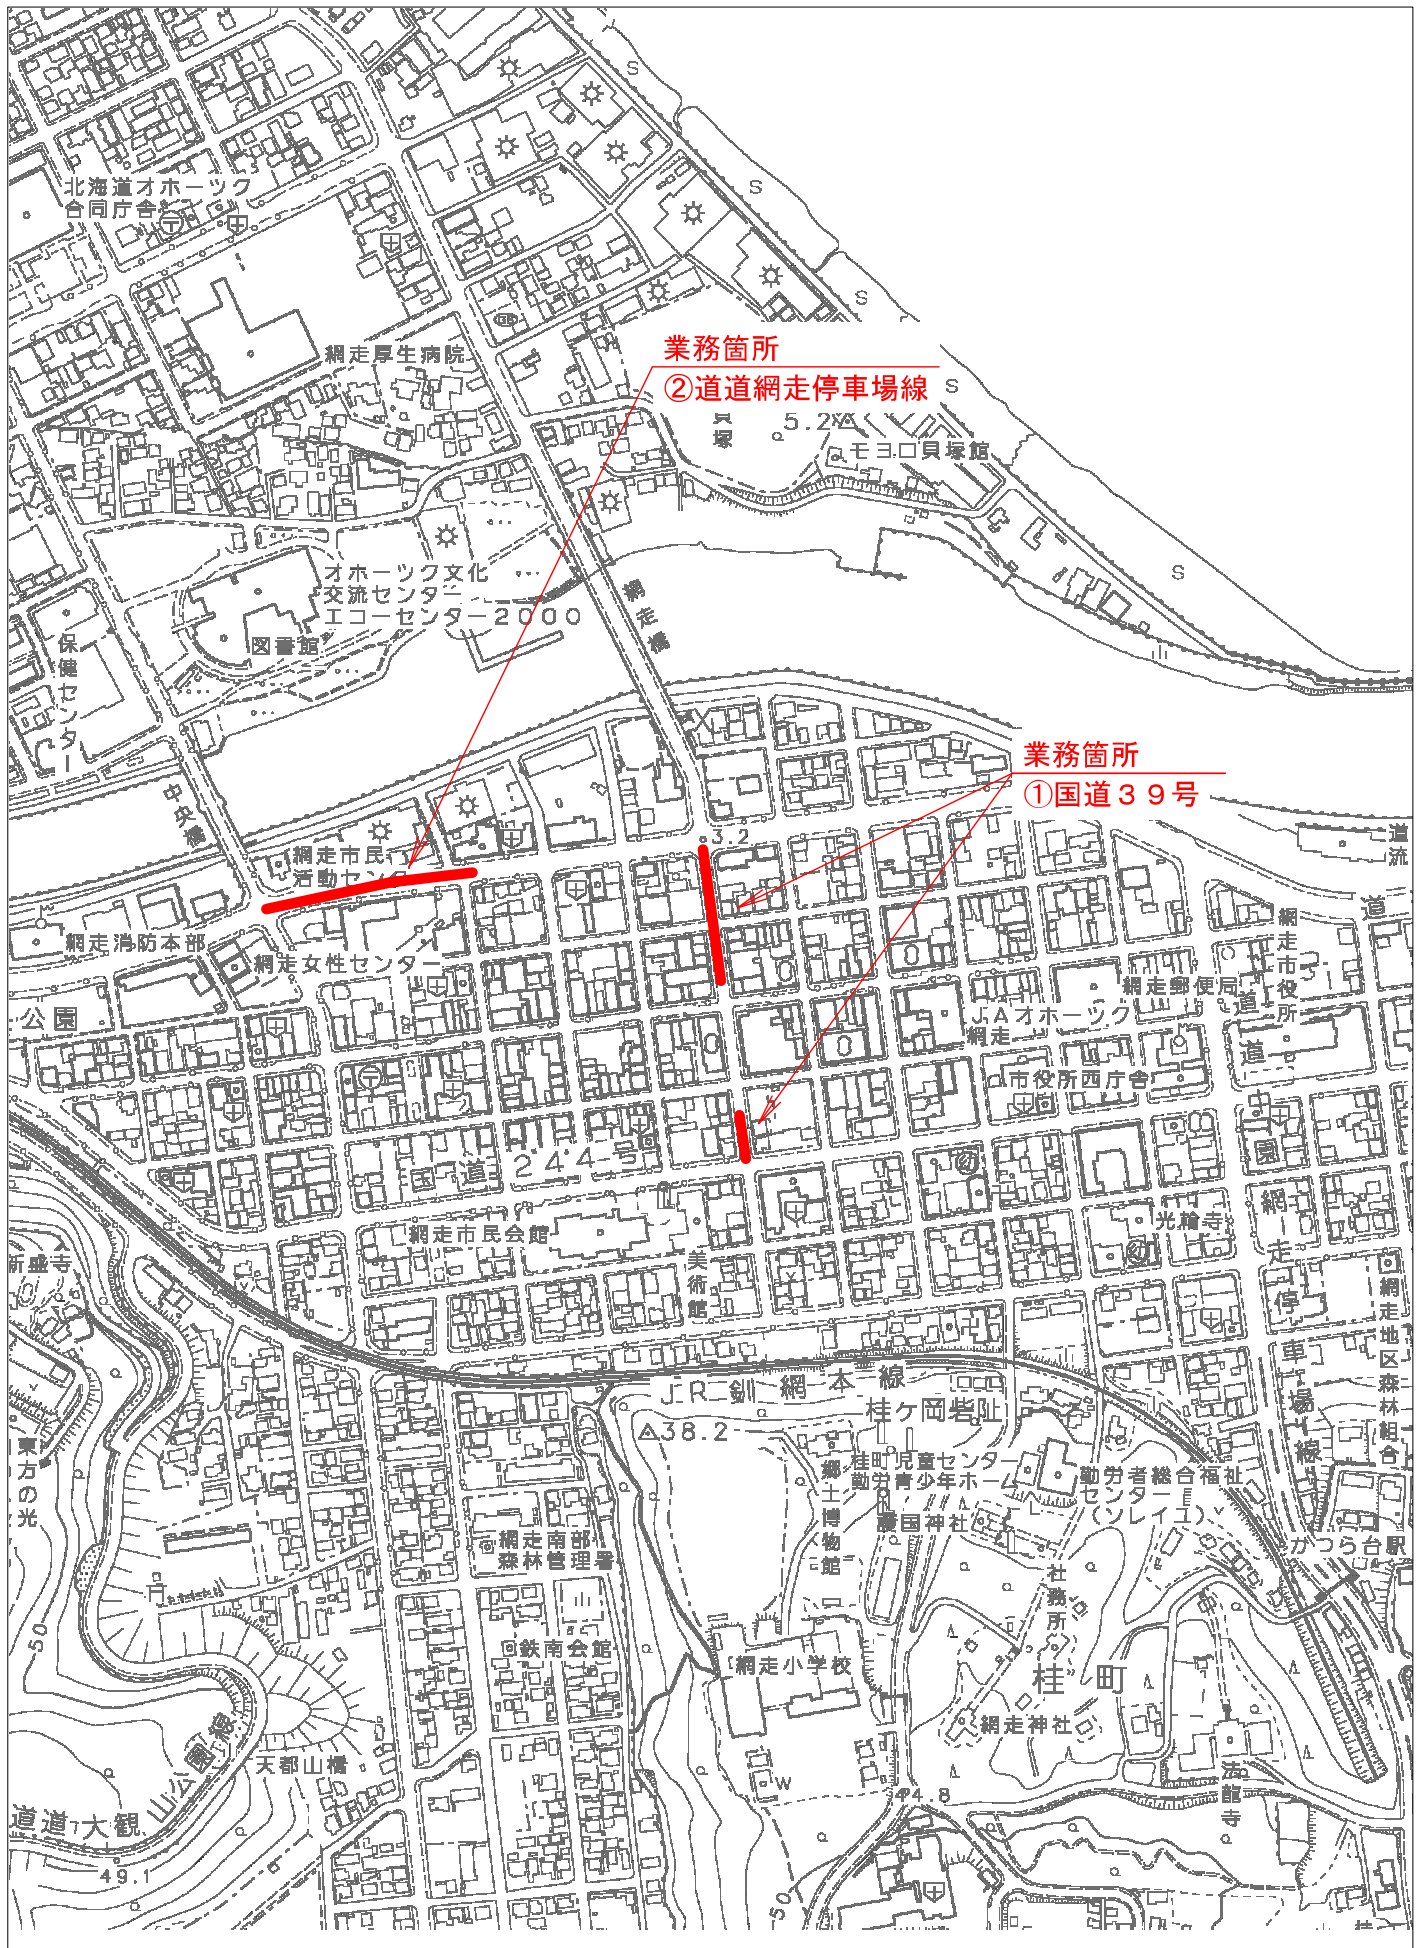 北海道オホーツク
合同庁舎
網走厚生病院
業務箇所
②道道網走停車場線
貝塚
5.2
モヨロ貝塚館
オホーツク文化
交流センター
エコーセンター2000
図書館
網走橋
保健センター
中央橋
業務箇所
①国道39号
3.2
道流
網走市民
活動センター
網走消防本部
網走女性センター
公園
網走市役所
網走郵便局
JAオホーツク
網走
市役所西庁舎
道
道
道
園
国道244号
網走市民会館
美術館
光輪寺
網走停車場線
網走地区森林組合
新盛寺
JR釧網本線
桂ケ岡砦址
38.2
東方の光
郷土博物館
桂町児童センター
勤労青少年ホーム
護国神社
勤労者総合福祉
センター
(ソレイユ)
かつら台駅
網走南部
森林管理署
社務所
50
鉄南会館
網走小学校
桂町
網走神社
天都山橋
法龍寺
道道大観山公園線
W
44.8
49.1
50
桂